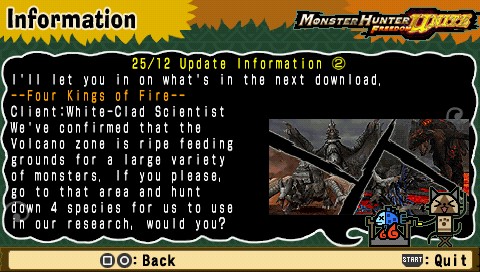 Information
MONSTER HUNTER
FREEDOM UNITE
25/12 Update Information ②
I'll let you in on what's in the next download.
--Four Kings of Fire--
Client:White-Clad Scientist
We've confirmed that the
Volcano zone is ripe feeding
grounds for a large variety
of monsters. If you please,
go to that area and hunt
down 4 species for us to use
in our research, would you?
□○: Back
START: Quit